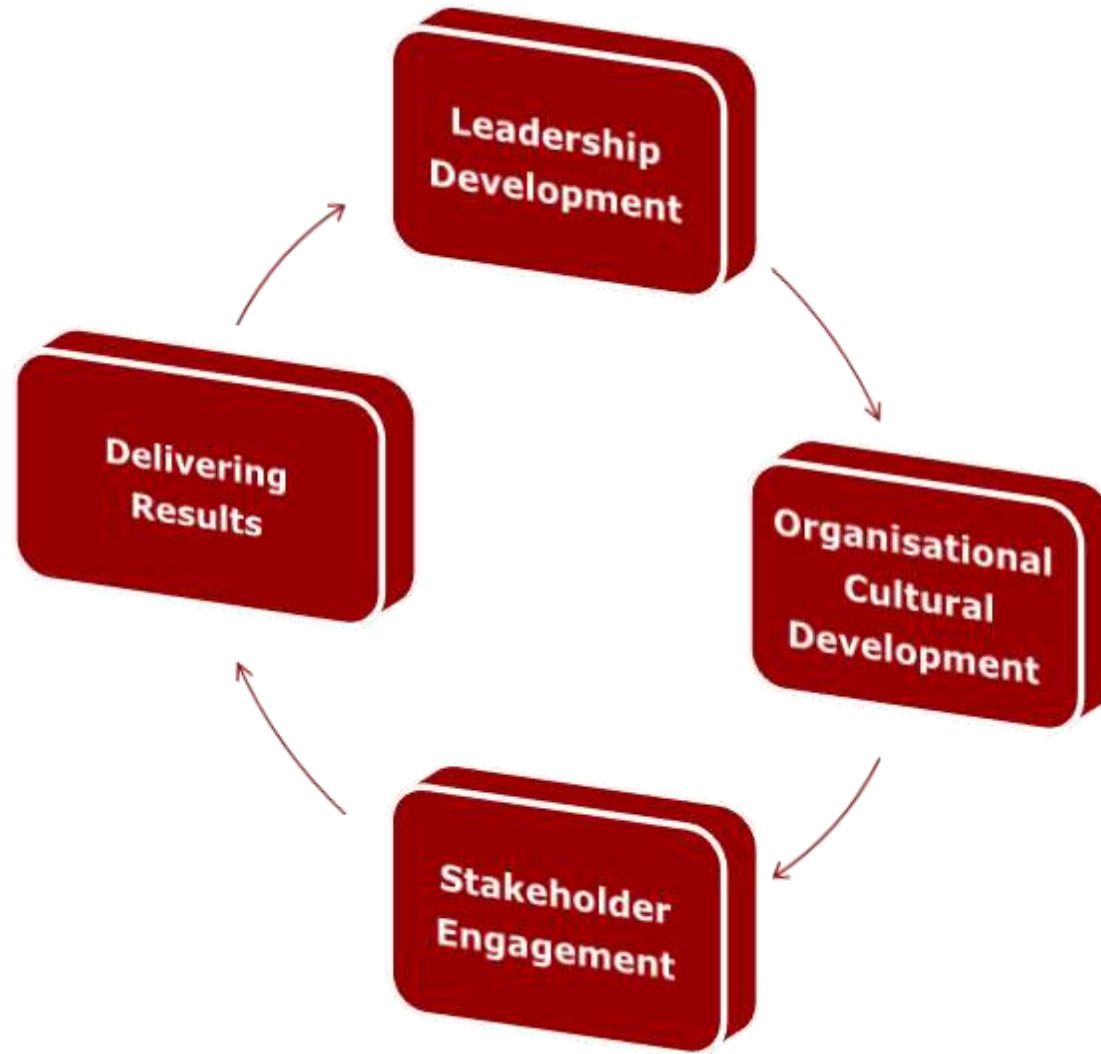 Leadership
Development
Organisational
Cultural
Development
Stakeholder
Engagement
Delivering
Results